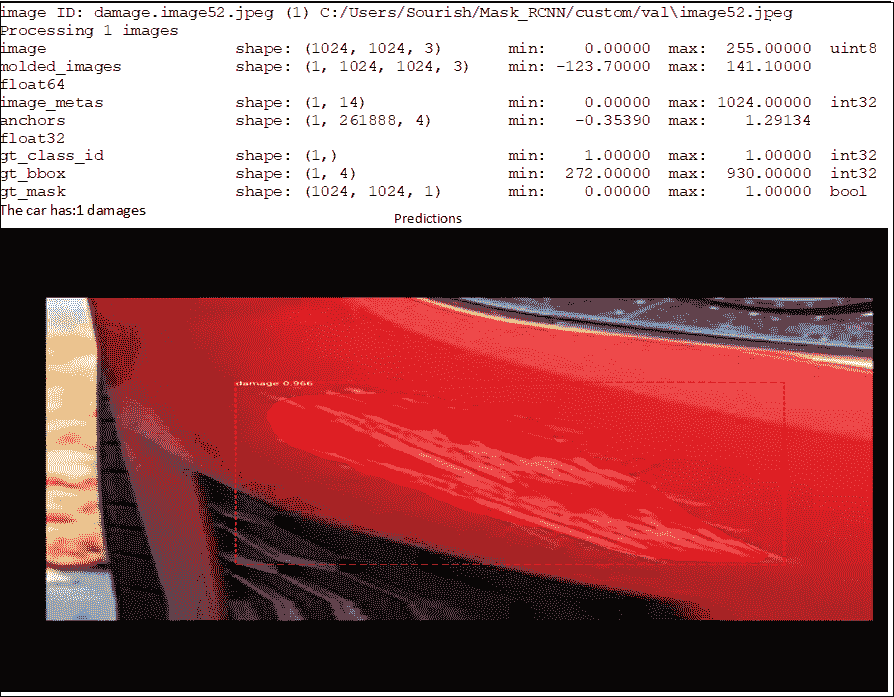 image ID: damage.image52.jpeg (1) C:/Users/Sourish/Mask_RCNN/custom/val\image52.jpeg
Processing 1 images
image shape: (1024, 1024, 3) min: 0.00000 max: 255.00000 uint8
molded_images shape: (1, 1024, 1024, 3) min: -123.70000 max: 141.10000
float64
image_metas shape: (1, 14) min: 0.00000 max: 1024.00000 int32
anchors shape: (1, 261888, 4) min: -0.35390 max: 1.29134
float32
gt_class_id shape: (1,) min: 1.00000 max: 1.00000 int32
gt_bbox shape: (1, 4) min: 272.00000 max: 930.00000 int32
gt_mask shape: (1024, 1024, 1) min: 0.00000 max: 1.00000 bool
The car has:1 damages
Predictions
damage 0.966